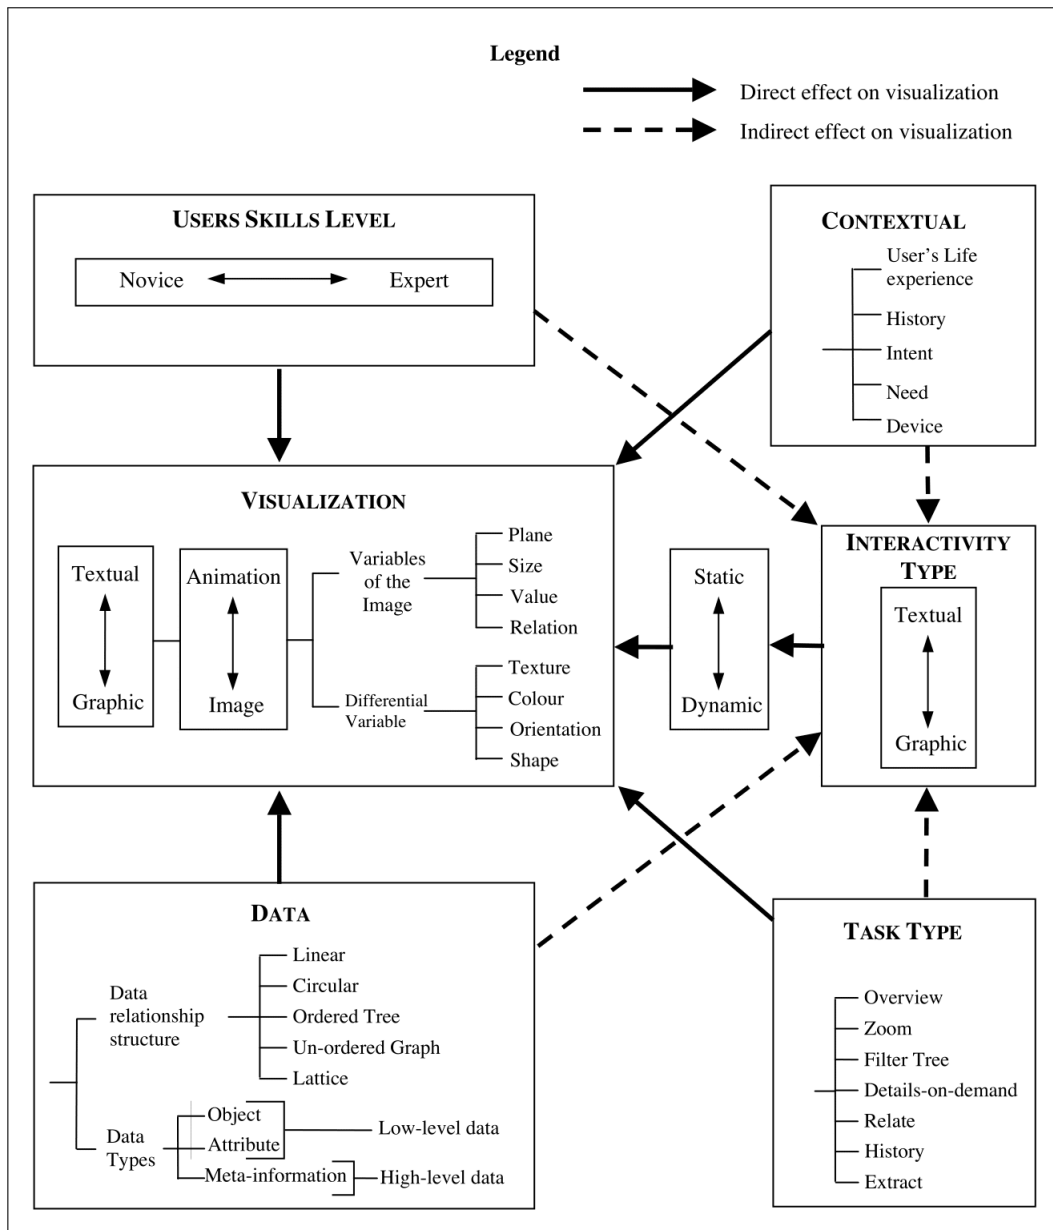 Legend
Direct effect on visualization
Indirect effect on visualization
USERS SKILLS LEVEL
Novice
Expert
CONTEXTUAL
User's Life
experience
History
Intent
Need
Device
VISUALIZATION
Textual
Graphic
Animation
Image
Variables
of the
Image
Plane
Size
Value
Relation
Differential
Variable
Texture
Colour
Orientation
Shape
Static
Dynamic
INTERACTIVITY
TYPE
Textual
Graphic
DATA
Data
relationship
structure
Linear
Circular
Ordered Tree
Un-ordered Graph
Lattice
Data
Types
Object
Attribute
Meta-information
Low-level data
High-level data
TASK TYPE
Overview
Zoom
Filter Tree
Details-on-demand
Relate
History
Extract